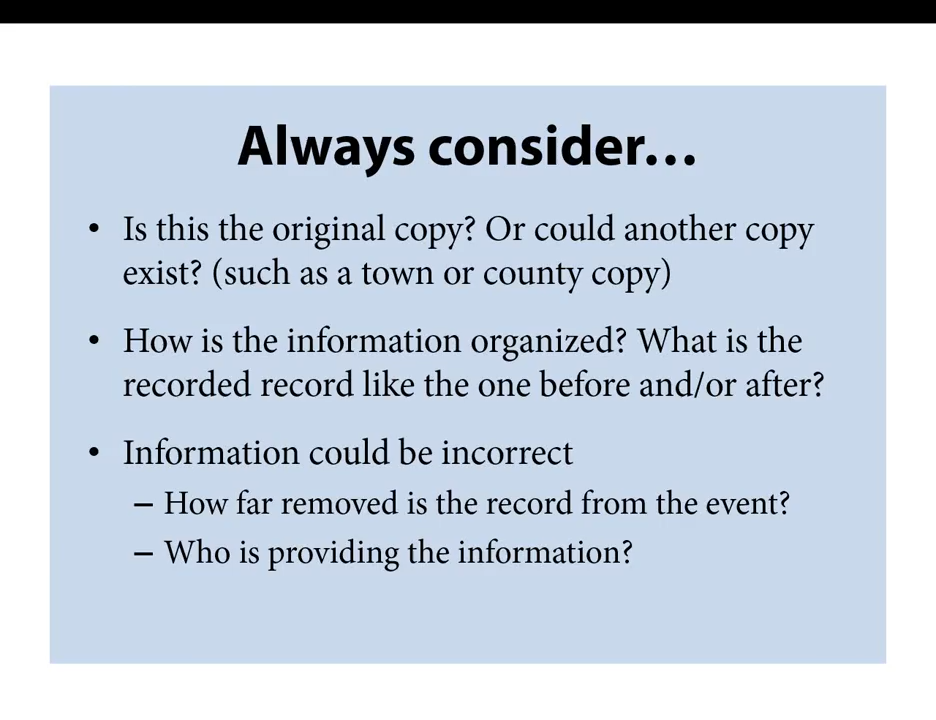 Always consider…
• Is this the original copy? Or could another copy
exist? (such as a town or county copy)
• How is the information organized? What is the
recorded record like the one before and/or after?
• Information could be incorrect
– How far removed is the record from the event?
– Who is providing the information?